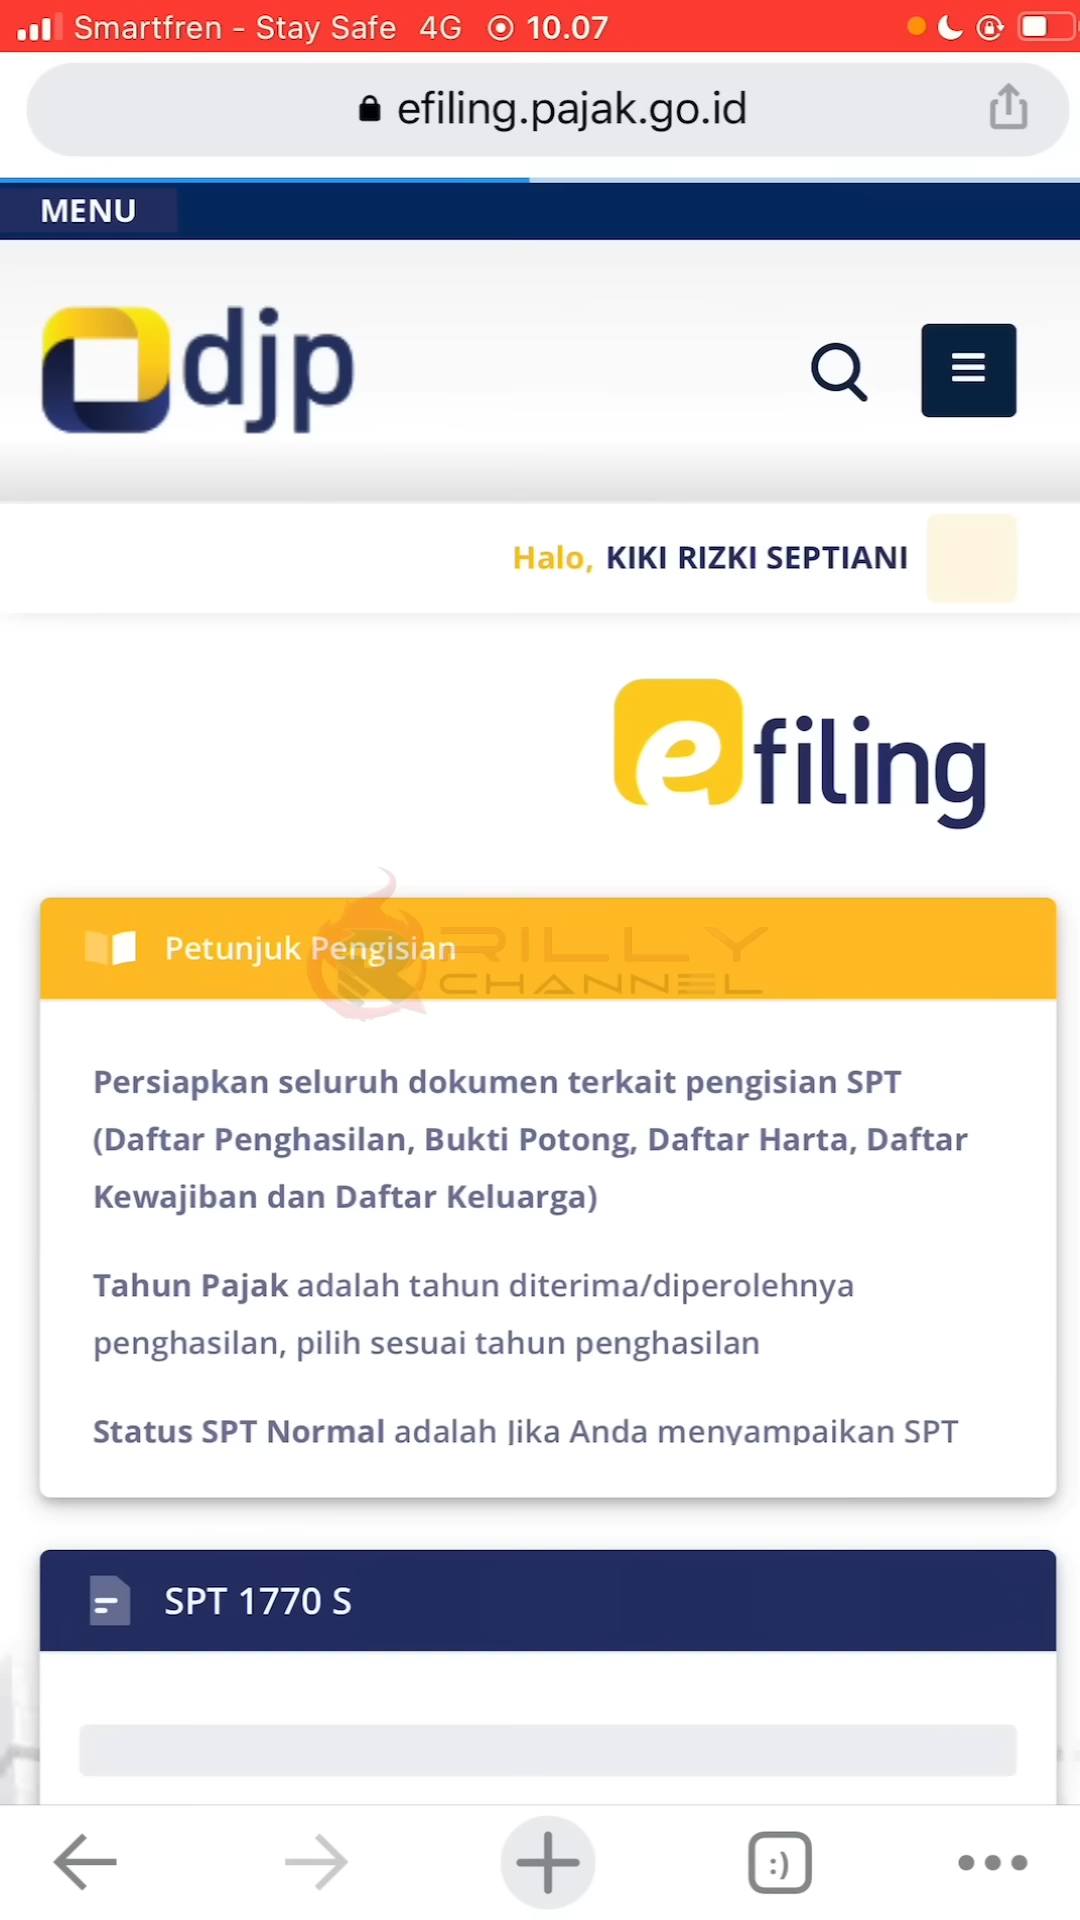 Smartfren - Stay Safe 4G 10.07
efiling.pajak.go.id
MENU
djp
Halo, KIKI RIZKI SEPTIANI
efiling
Petunjuk Pengisian
RILLY
CHANNEL
Persiapkan seluruh dokumen terkait pengisian SPT
(Daftar Penghasilan, Bukti Potong, Daftar Harta, Daftar
Kewajiban dan Daftar Keluarga)
Tahun Pajak adalah tahun diterima/diperolehnya
penghasilan, pilih sesuai tahun penghasilan
Status SPT Normal adalah Jika Anda menyampaikan SPT
SPT 1770 S
:)